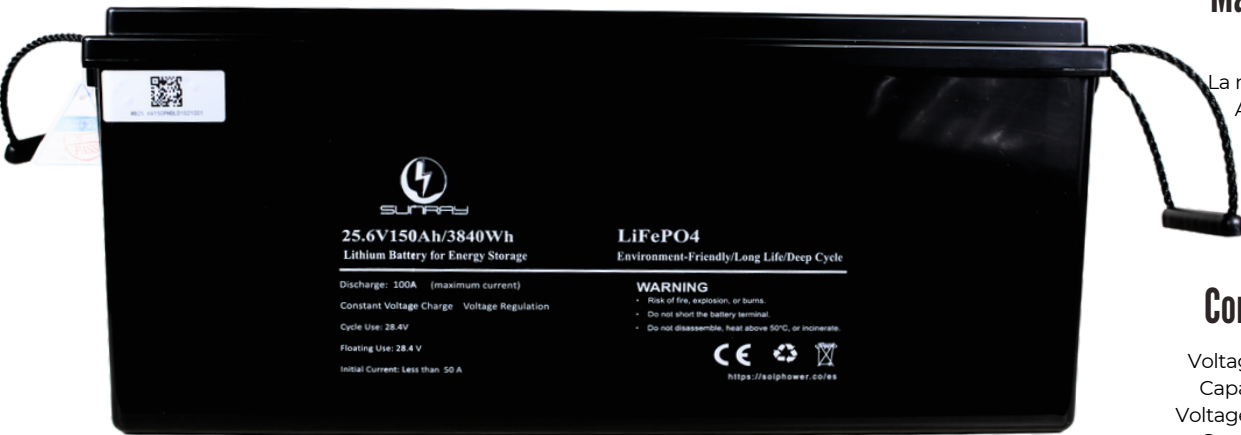 SUNRAY
25.6V150Ah/3840Wh
Lithium Battery for Energy Storage
Discharge: 100A (maximum current)
Constant Voltage Charge Voltage Regulation
Cycle Use: 28.4V
Floating Use: 28.4 V
Initial Current: Less than 50 A
LiFePO4
Environment-Friendly/Long Life/Deep Cycle
WARNING
• Risk of fire, explosion, or burns.
• Do not short the battery terminal.
• Do not disassemble, heat above 50°C, or incinerate.
CE
https://solphower.co/es
La
Voltag
Capa
Voltage